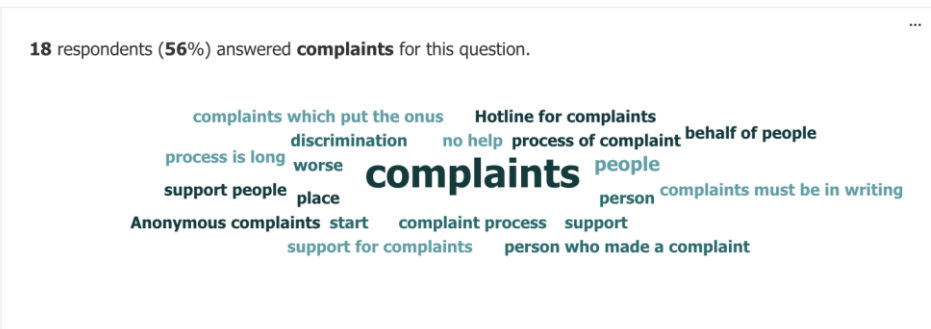 ...
18 respondents (56%) answered complaints for this question.
complaints which put the onus Hotline for complaints
discrimination no help process of complaint behalf of people
process is long worse complaints people
support people place person complaints must be in writing
Anonymous complaints start complaint process support
support for complaints person who made a complaint